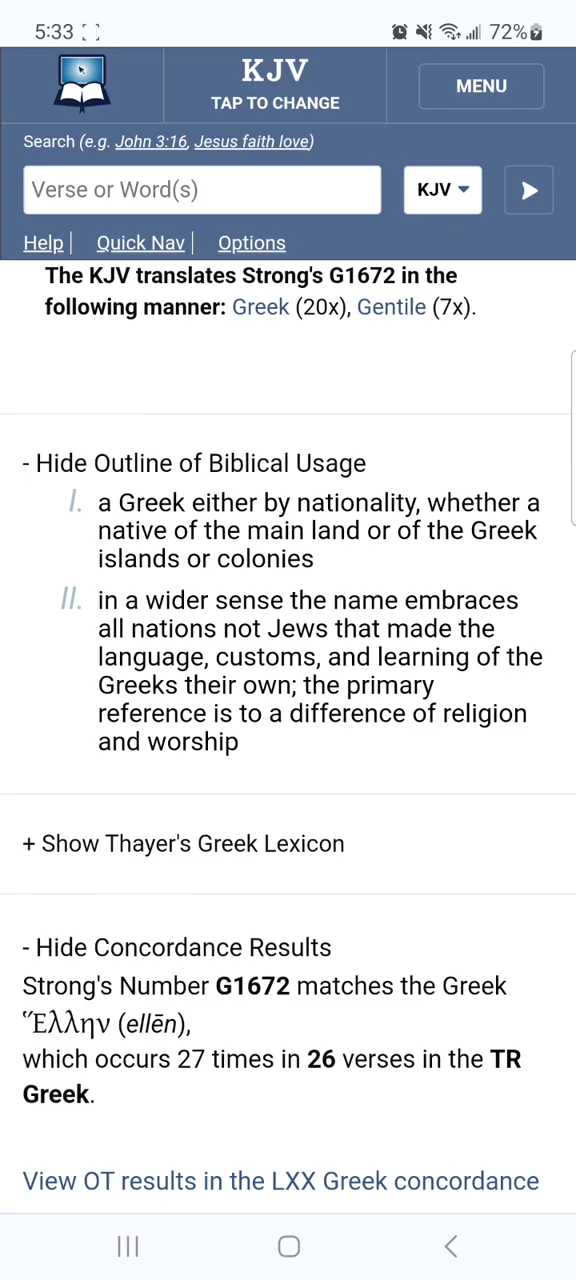 5:33
72%
KJV
TAP TO CHANGE
MENU
Search (e.g. John 3:16, Jesus faith love)
Verse or Word(s)
KJV
Help
Quick Nav
Options
The KJV translates Strong's G1672 in the
following manner: Greek (20x), Gentile (7x).
- Hide Outline of Biblical Usage
I. a Greek either by nationality, whether a
native of the main land or of the Greek
islands or colonies
II. in a wider sense the name embraces
all nations not Jews that made the
language, customs, and learning of the
Greeks their own; the primary
reference is to a difference of religion
and worship
+ Show Thayer's Greek Lexicon
- Hide Concordance Results
Strong's Number G1672 matches the Greek
Ἕλλην (ellēn),
which occurs 27 times in 26 verses in the TR
Greek.
View OT results in the LXX Greek concordance